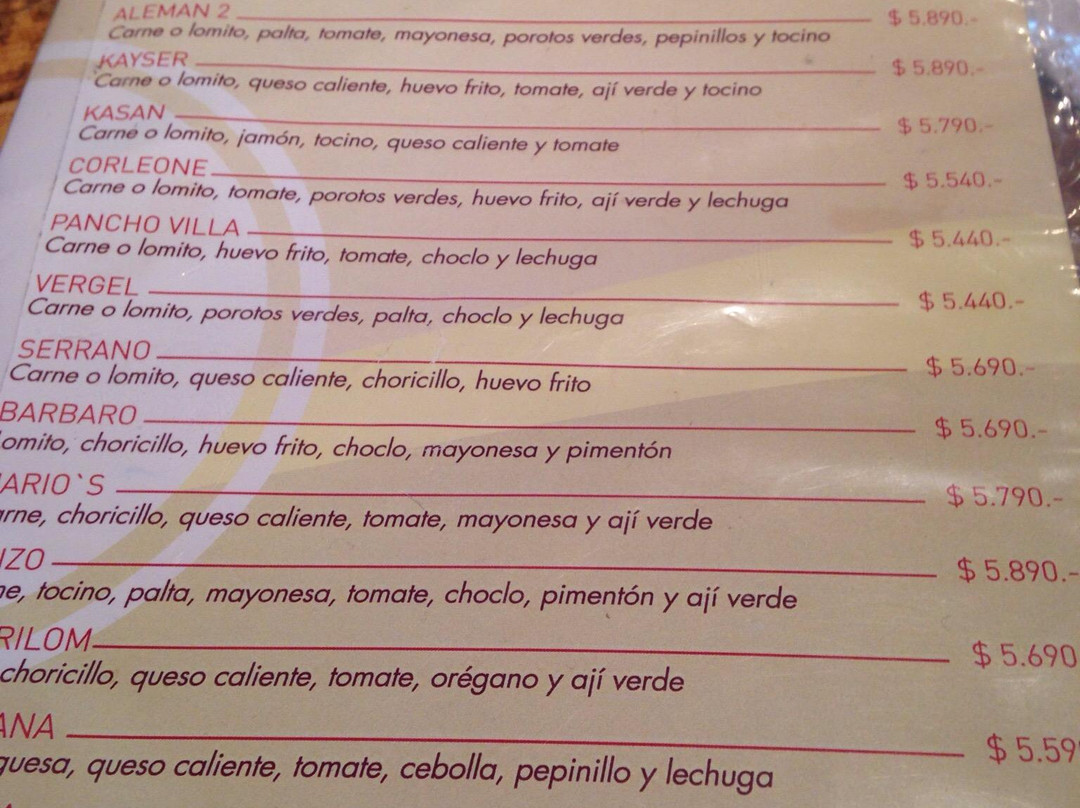 ALEMAN 2 $ 5.890.-
Carne o lomito, palta, tomate, mayonesa, porotos verdes, pepinillos y tocino
KAYSER $ 5.890.-
Carne o lomito, queso caliente, huevo frito, tomate, ají verde y tocino
KASAN $ 5.790.-
Carne o lomito, jamón, tocino, queso caliente y tomate
CORLEONE $ 5.540.-
Carne o lomito, tomate, porotos verdes, huevo frito, ají verde y lechuga
PANCHO VILLA $ 5.440.-
Carne o lomito, huevo frito, tomate, choclo y lechuga
VERGEL $ 5.440.-
Carne o lomito, porotos verdes, palta, choclo y lechuga
SERRANO $ 5.690.-
Carne o lomito, queso caliente, choricillo, huevo frito
BARBARO $ 5.690.-
lomito, choricillo, huevo frito, choclo, mayonesa y pimentón
ARIO`S $ 5.790.-
rne, choricillo, queso caliente, tomate, mayonesa y ají verde
IZO $ 5.890.-
ne, tocino, palta, mayonesa, tomate, choclo, pimentón y ají verde
RILOM $ 5.690
choricillo, queso caliente, tomate, orégano y ají verde
ANA $ 5.59
guesa, queso caliente, tomate, cebolla, pepinillo y lechuga